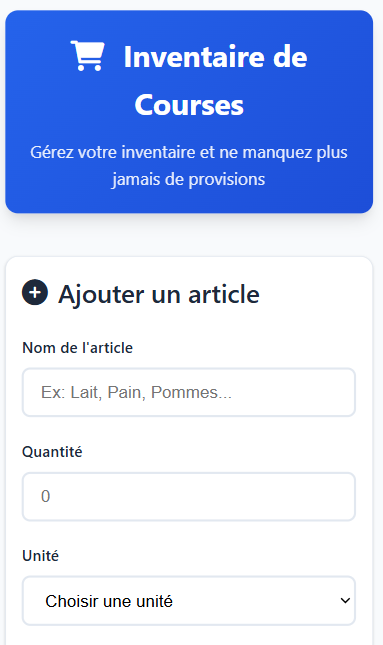 Inventaire de
Courses
Gérez votre inventaire et ne manquez plus
jamais de provisions
Ajouter un article
Nom de l'article
Ex: Lait, Pain, Pommes...
Quantité
0
Unité
Choisir une unité